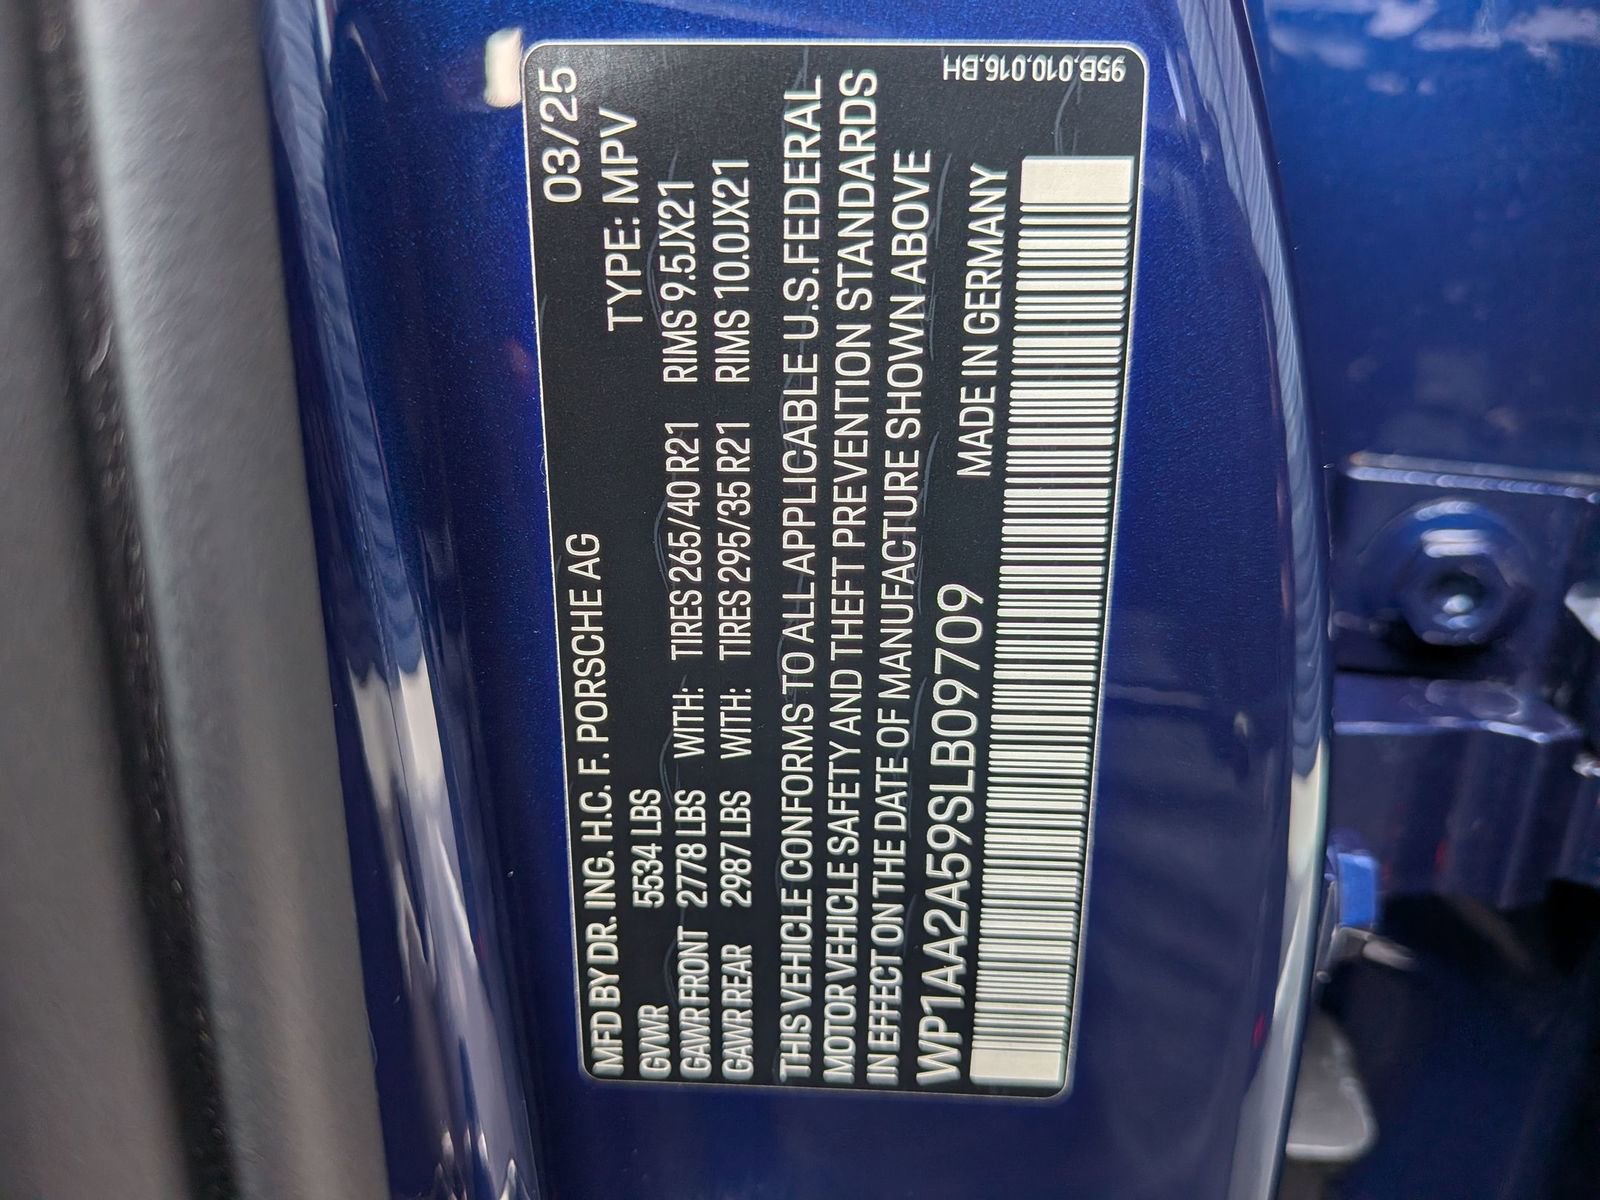 MFD BY DR. ING. H.C. F. PORSCHE AG 03/25
GVWR 5534 LBS TYPE: MPV
GAWR FRONT 2778 LBS WITH: TIRES 265/40 R21 RIMS 9.5JX21
GAWR REAR 2987 LBS WITH: TIRES 295/35 R21 RIMS 10.0JX21
THIS VEHICLE CONFORMS TO ALL APPLICABLE U.S.FEDERAL
MOTOR VEHICLE SAFETY AND THEFT PREVENTION STANDARDS
IN EFFECT ON THE DATE OF MANUFACTURE SHOWN ABOVE
WP1AA2A59SLB09709 MADE IN GERMANY
95B.010.016.BH